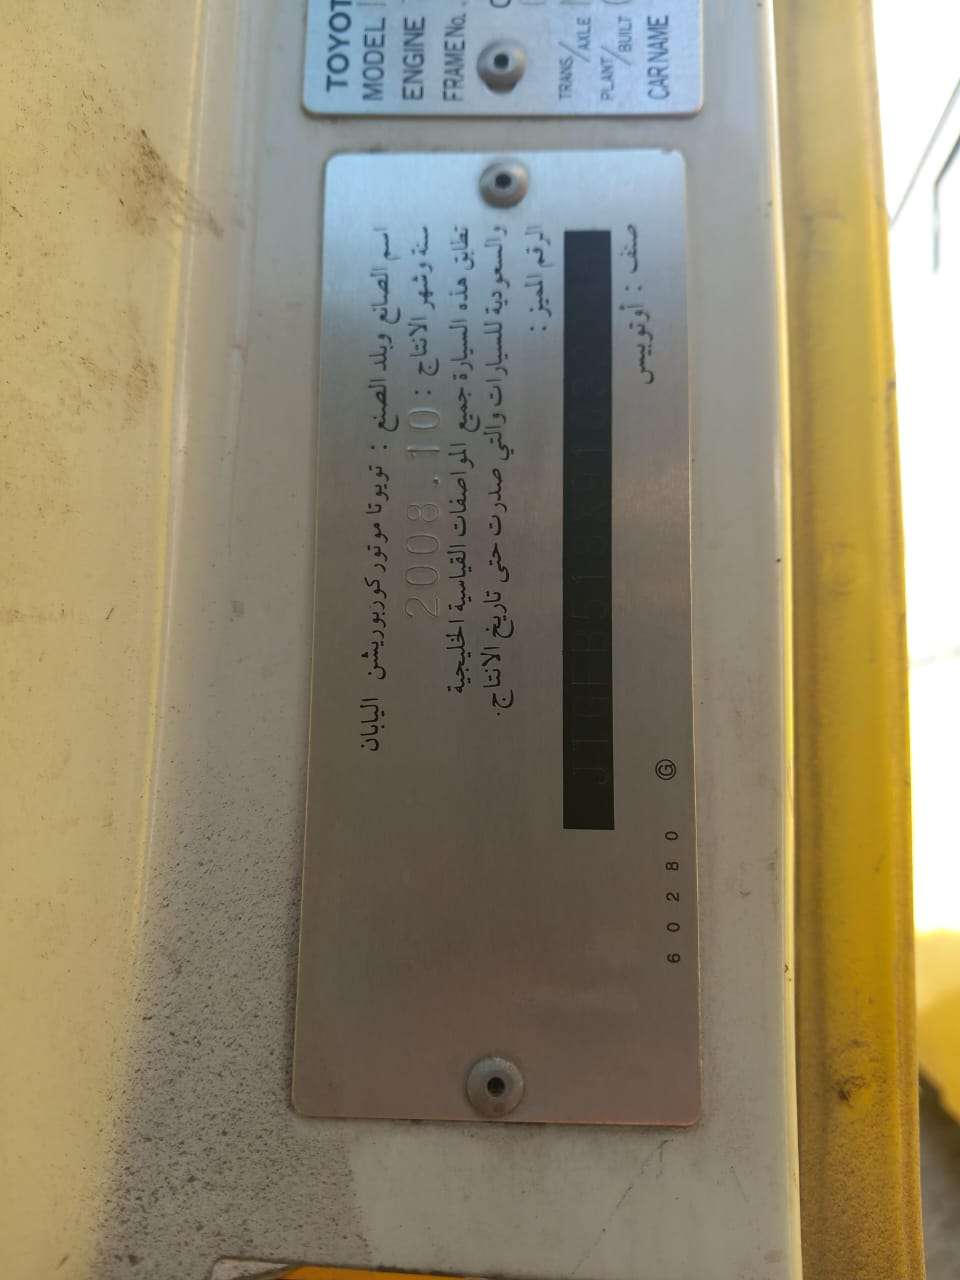 TOYOT
MODEL
ENGINE
FRAME No.
TRANS/AXLE
PLANT/BUILT
CAR NAME
اسم الصانع وبلد الصنع : تويوتا موتور كوربوريشن اليابان
سنة وشهر الانتاج : 2008.10
تطابق هذه السيارة جميع المواصفات القياسية الخليجية
والسعودية للسيارات والتي صدرت حتى تاريخ الانتاج.
الرقم المميز :
صنف : أوتوبيس
60280 G